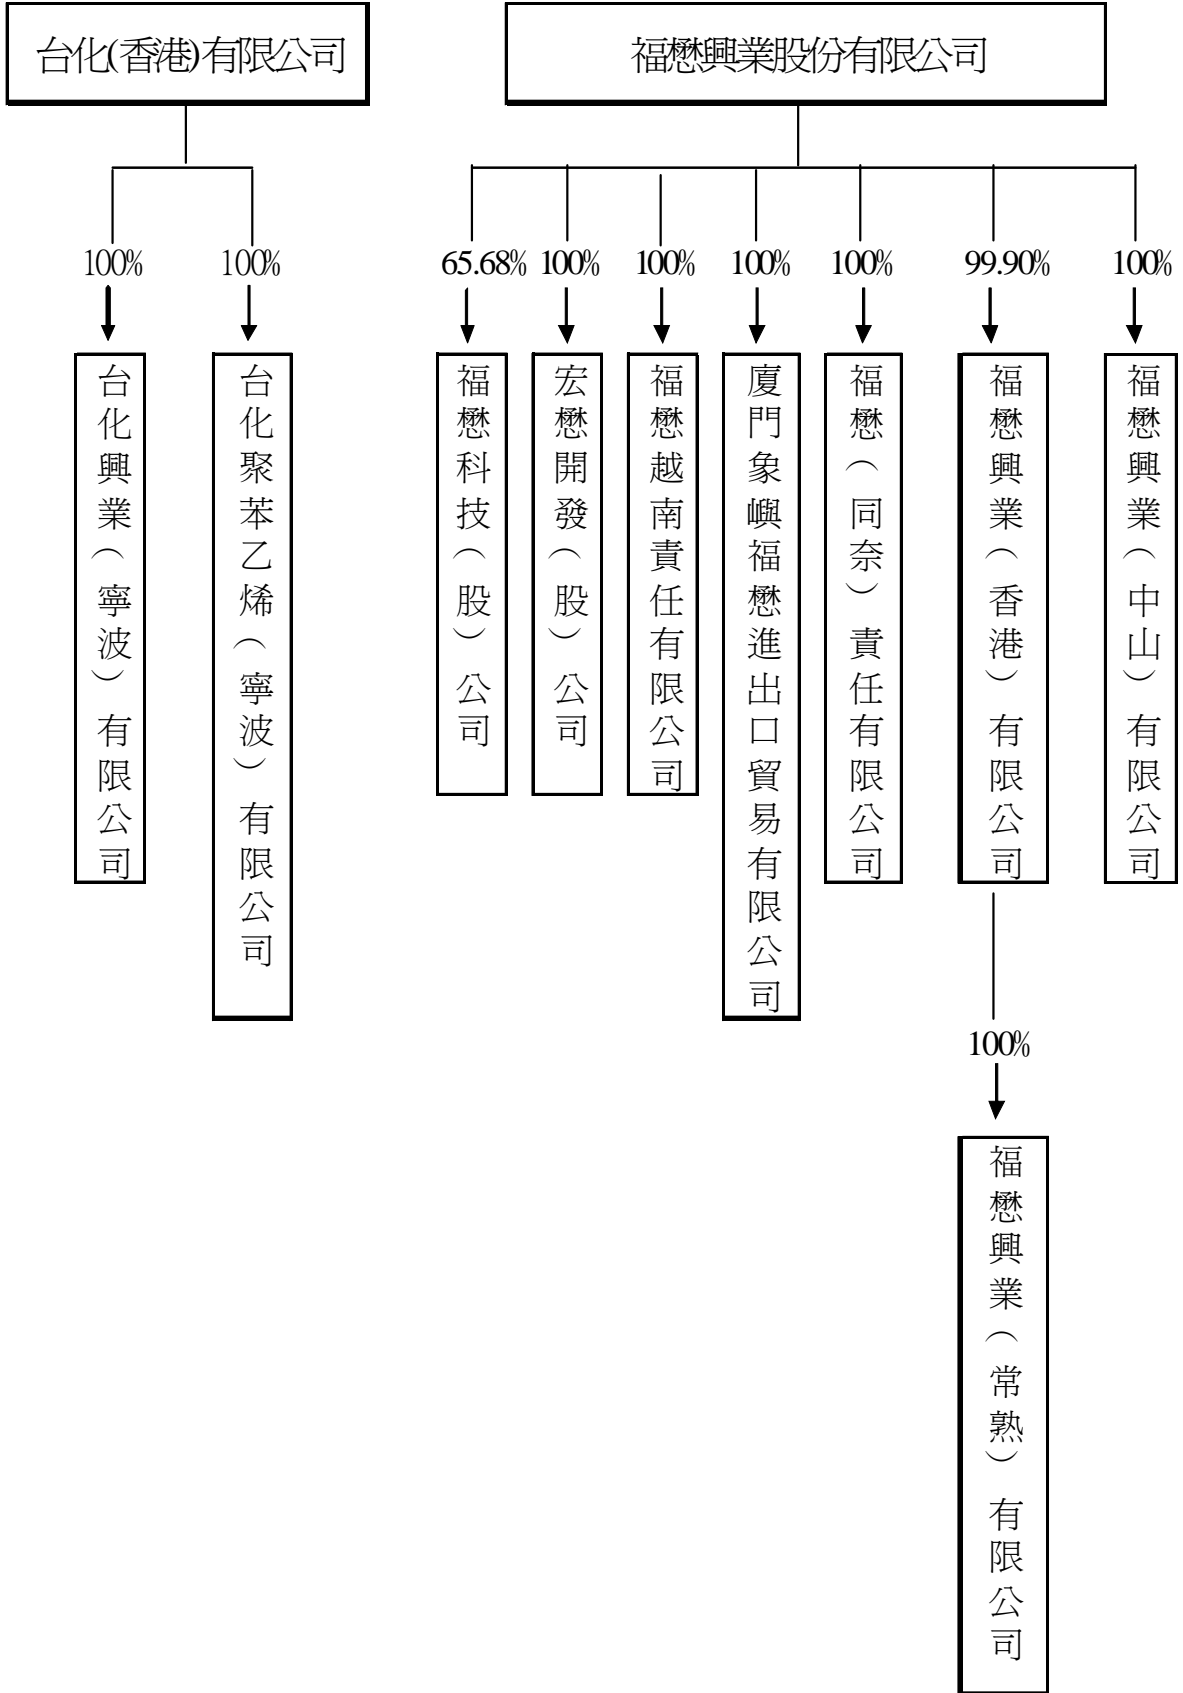 台化(香港)有限公司
福懋興業股份有限公司
100%
100%
65.68%
100%
100%
100%
100%
99.90%
100%
台化興業(寧波)有限公司
台化聚苯乙烯(寧波)有限公司
福懋科技(股)公司
宏懋開發(股)公司
福懋越南責任有限公司
廈門象嶼福懋進出口貿易有限公司
福懋(同奈)責任有限公司
福懋興業(香港)有限公司
福懋興業(中山)有限公司
100%
福懋興業(常熟)有限公司